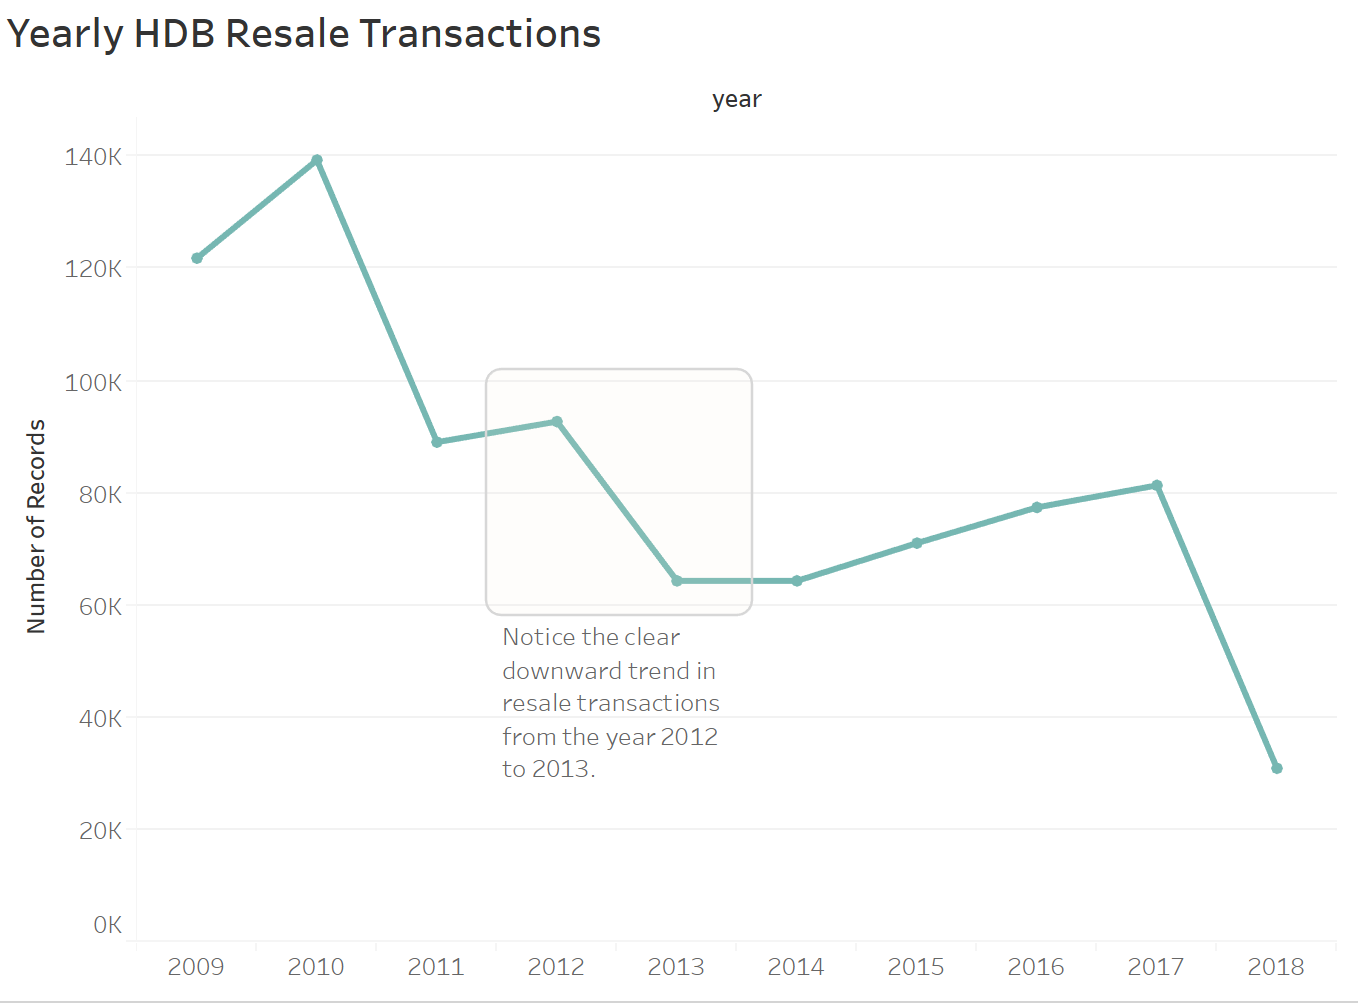 Yearly HDB Resale Transactions
year
140K
120K
100K
80K
60K
40K
20K
0K
Number of Records
Notice the clear
downward trend in
resale transactions
from the year 2012
to 2013.
2009 2010 2011 2012 2013 2014 2015 2016 2017 2018